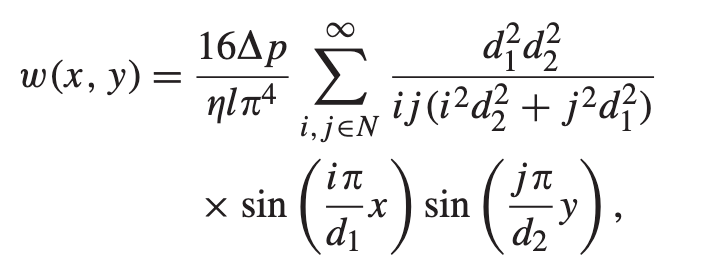 w(x, y) = \frac{16\Delta p}{\eta l \pi^4} \sum_{i,j \in N}^{\infty} \frac{d_1^2 d_2^2}{ij(i^2 d_2^2 + j^2 d_1^2)}
\times \sin\left(\frac{i\pi}{d_1} x\right) \sin\left(\frac{j\pi}{d_2} y\right),